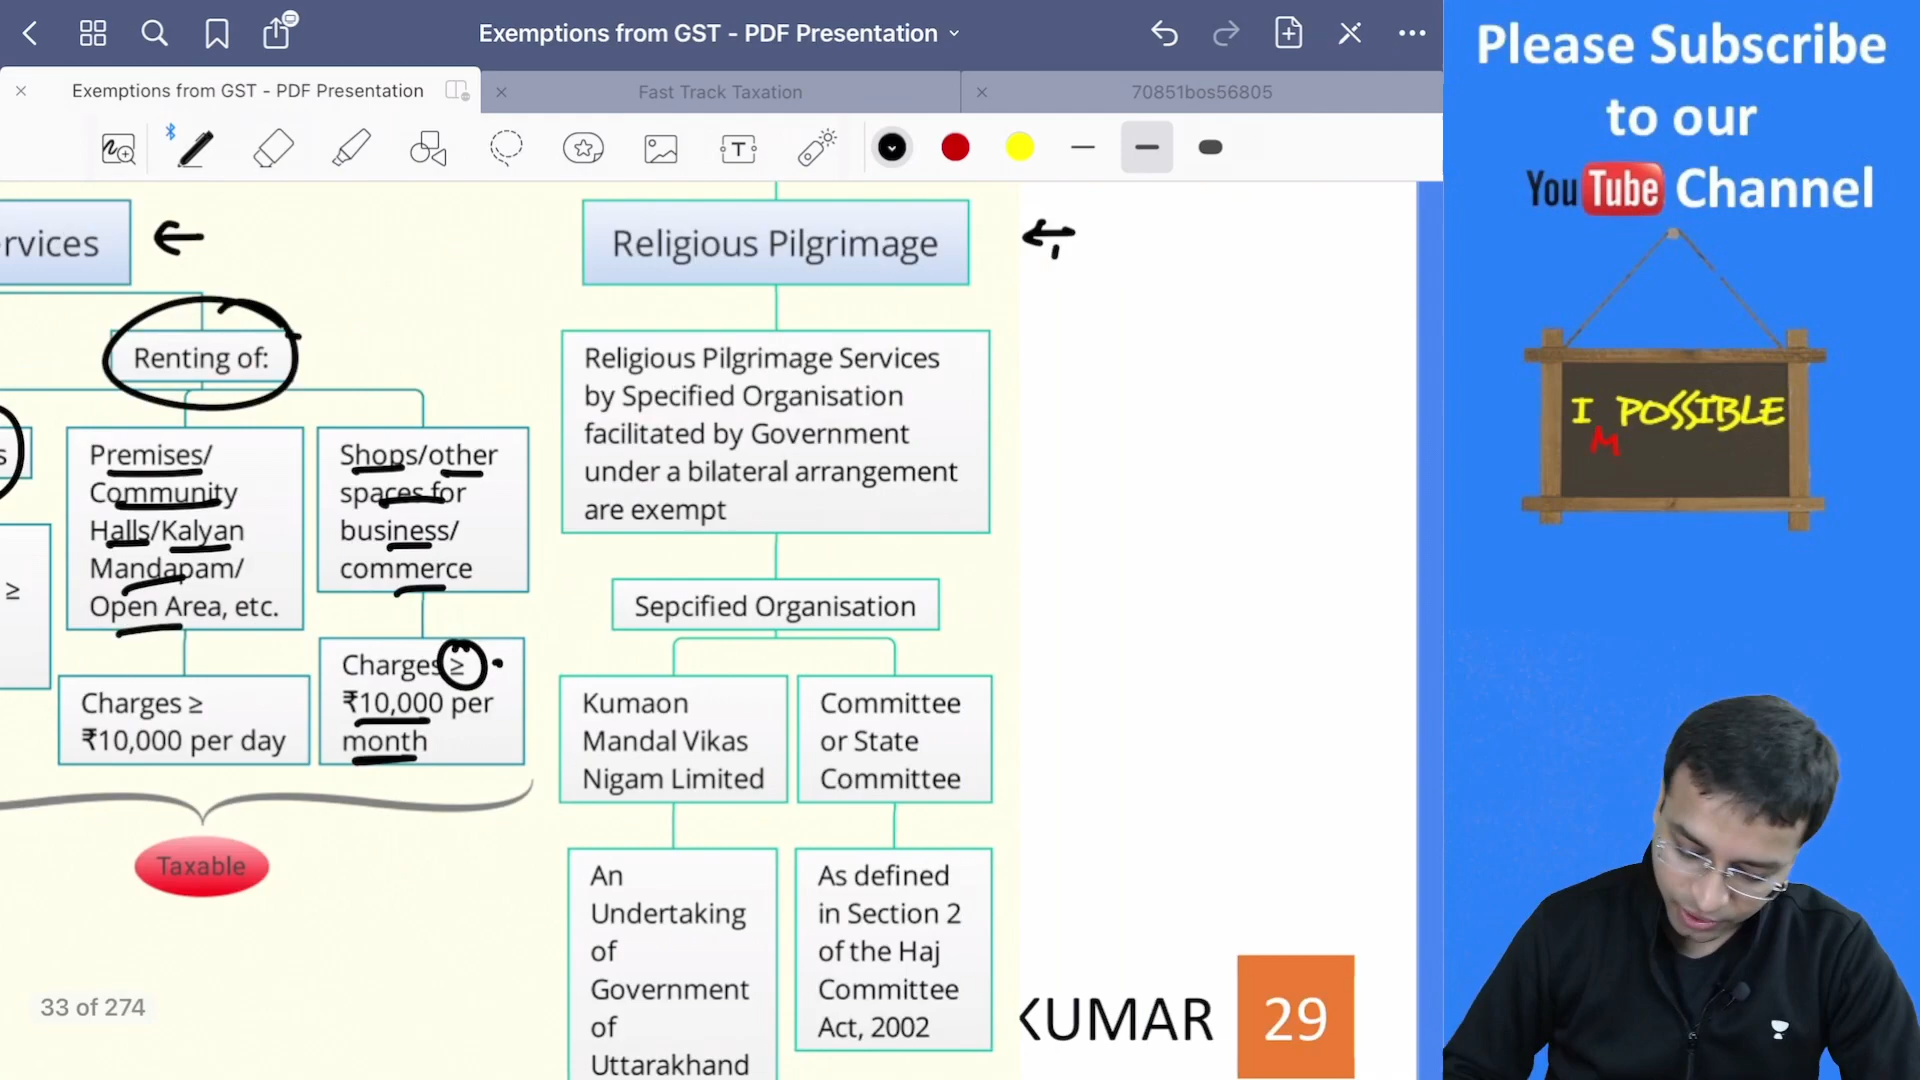 Exemptions from GST - PDF Presentation
Exemptions from GST - PDF Presentation
Fast Track Taxation
70851bos56805
T
rvices
Religious Pilgrimage
Renting of:
s
Premises/
Community
Halls/Kalyan
Mandapam/
Open Area, etc.
Shops/other
spaces for
business/
commerce
≥
Charges ≥
₹10,000 per day
Charges ≥
₹10,000 per
month
Taxable
Religious Pilgrimage Services
by Specified Organisation
facilitated by Government
under a bilateral arrangement
are exempt
Sepcified Organisation
Kumaon
Mandal Vikas
Nigam Limited
Committee
or State
Committee
An
Undertaking
of
Government
of
Uttarakhand
As defined
in Section 2
of the Haj
Committee
Act, 2002
33 of 274
KUMAR
29
Please Subscribe
to our
YouTube Channel
I POSSIBLE
M